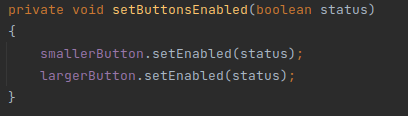 private void setButtonsEnabled(boolean status)
{
    smallerButton.setEnabled(status);
    largerButton.setEnabled(status);
}